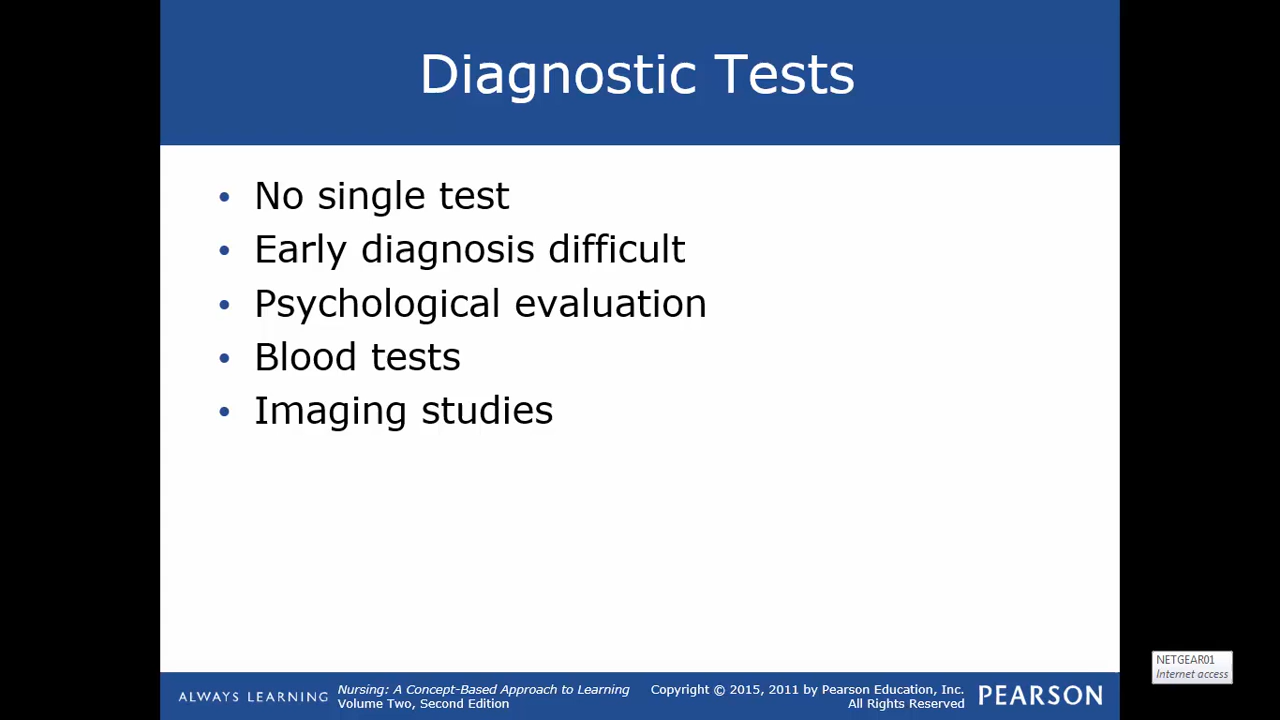 Diagnostic Tests
• No single test
• Early diagnosis difficult
• Psychological evaluation
• Blood tests
• Imaging studies
NETGEAR01
Internet access
ALWAYS LEARNING
Nursing: A Concept-Based Approach to Learning
Volume Two, Second Edition
Copyright © 2015, 2011 by Pearson Education, Inc.
All Rights Reserved
PEARSON